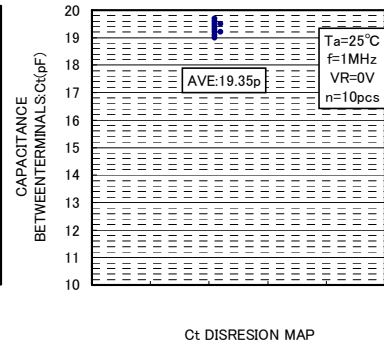 CAPACITANCE
BETWEENTERMINALS:Ct(pF)
20
19
18
17
16
15
14
13
12
11
10
Ta=25℃
f=1MHz
VR=0V
n=10pcs
AVE:19.35p
Ct DISRESION MAP